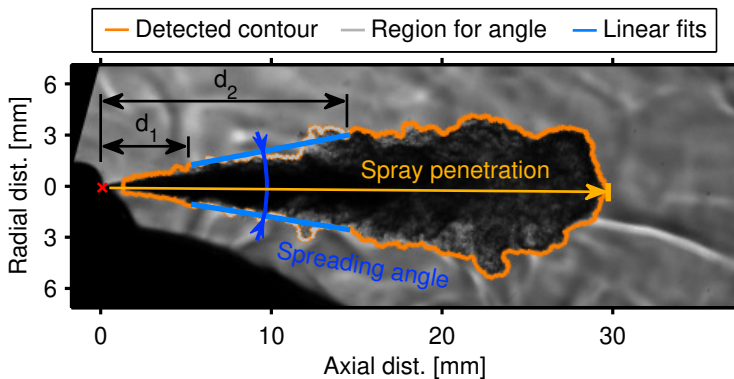 Detected contour Region for angle Linear fits
Radial dist. [mm]
6
3
0
3
6
d2
d1
Spray penetration
Spreading angle
0 10 20 30
Axial dist. [mm]